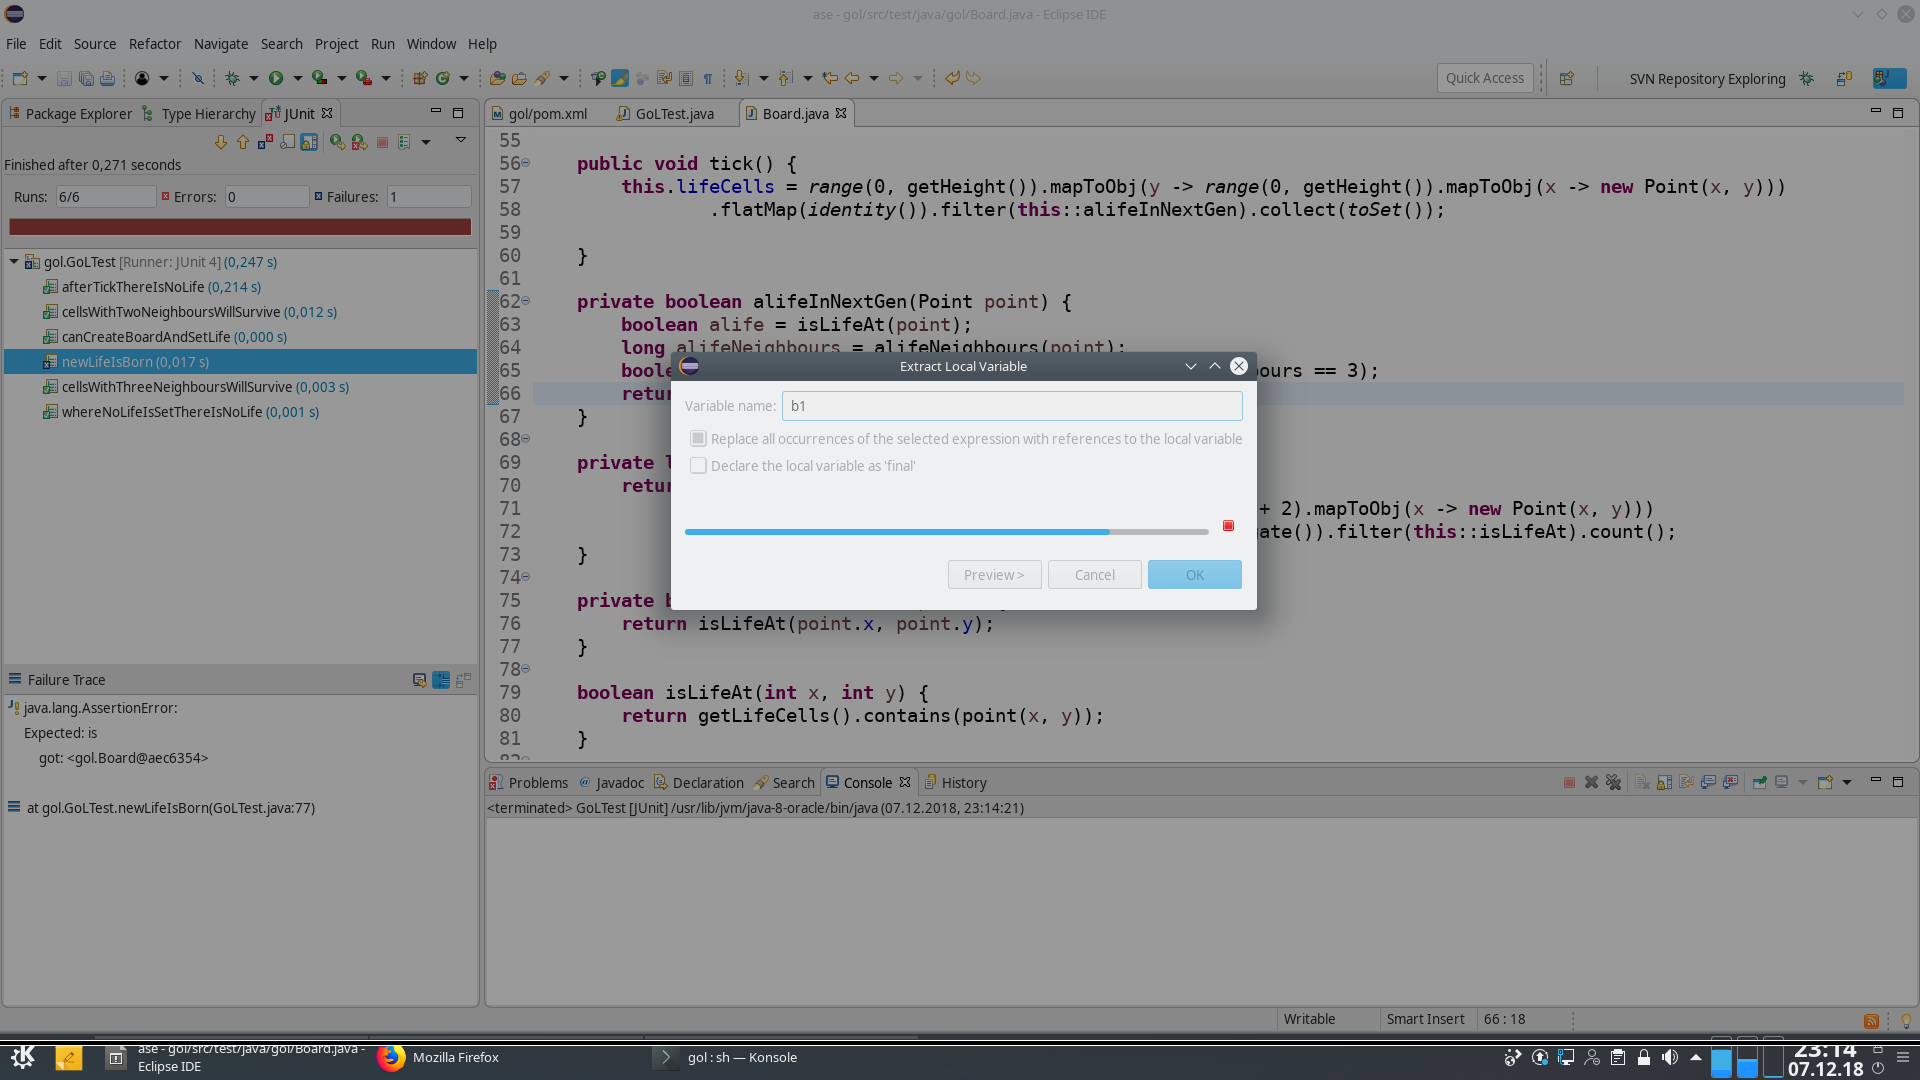 ase - gol/src/test/java/gol/Board.java - Eclipse IDE
File Edit Source Refactor Navigate Search Project Run Window Help
Quick Access
SVN Repository Exploring
Package Explorer Type Hierarchy JUnit
Finished after 0,271 seconds
Runs: 6/6 Errors: 0 Failures: 1
gol.GoLTest [Runner: JUnit 4] (0,247 s)
afterTickThereIsNoLife (0,214 s)
cellsWithTwoNeighboursWillSurvive (0,012 s)
canCreateBoardAndSetLife (0,000 s)
newLifeIsBorn (0,017 s)
cellsWithThreeNeighboursWillSurvive (0,003 s)
whereNoLifeIsSetThereIsNoLife (0,001 s)
Failure Trace
java.lang.AssertionError:
Expected: is
got: <gol.Board@aec6354>
at gol.GoLTest.newLifeIsBorn(GoLTest.java:77)
gol/pom.xml GoLTest.java Board.java
55
56 public void tick() {
57 this.lifeCells = range(0, getHeight()).mapToObj(y -> range(0, getHeight()).mapToObj(x -> new Point(x, y)))
58 .flatMap(identity()).filter(this::alifeInNextGen).collect(toSet());
59
60 }
61
62 private boolean alifeInNextGen(Point point) {
63 boolean alife = isLifeAt(point);
64 long alifeNeighbours = alifeNeighbours(point);
65 boole ours == 3);
66 retur
67 }
68
69 private l
70 retur
71 + 2).mapToObj(x -> new Point(x, y)))
72 ate()).filter(this::isLifeAt).count();
73 }
74
75 private b
76 return isLifeAt(point.x, point.y);
77 }
78
79 boolean isLifeAt(int x, int y) {
80 return getLifeCells().contains(point(x, y));
81 }
Extract Local Variable
Variable name: b1
Replace all occurrences of the selected expression with references to the local variable
Declare the local variable as 'final'
Preview > Cancel OK
Problems Javadoc Declaration Search Console History
<terminated> GoLTest [JUnit] /usr/lib/jvm/java-8-oracle/bin/java (07.12.2018, 23:14:21)
Writable Smart Insert 66 : 18
ase - gol/src/test/java/gol/Board.java -
Eclipse IDE
Mozilla Firefox
gol : sh — Konsole
23:14
07.12.18